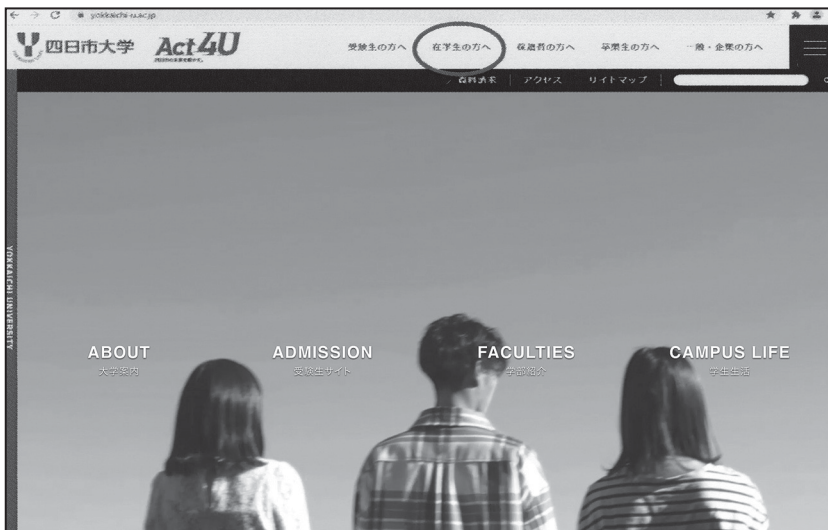 yokkaichi-u.ac.jp
四日市大学 Act4U 受験生の方へ 在学生の方へ 保護者の方へ 卒業生の方へ 一般・企業の方へ
資料請求 アクセス サイトマップ
YOKKAICHI UNIVERSITY
ABOUT ADMISSION FACULTIES CAMPUS LIFE
大学案内 受験生サイト 学部紹介 学生生活